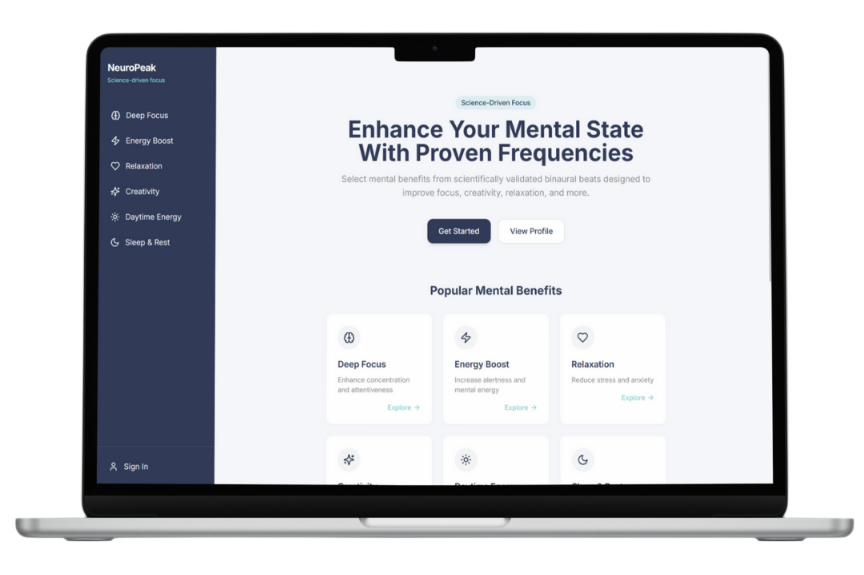 NeuroPeak
Science-driven focus
Deep Focus
Energy Boost
Relaxation
Creativity
Daytime Energy
Sleep & Rest
Sign In
Science-Driven Focus
Enhance Your Mental State
With Proven Frequencies
Select mental benefits from scientifically validated binaural beats designed to
improve focus, creativity, relaxation, and more.
Get Started
View Profile
Popular Mental Benefits
Deep Focus
Enhance concentration
and attentiveness
Explore →
Energy Boost
Increase alertness and
mental energy
Explore →
Relaxation
Reduce stress and anxiety
Explore →